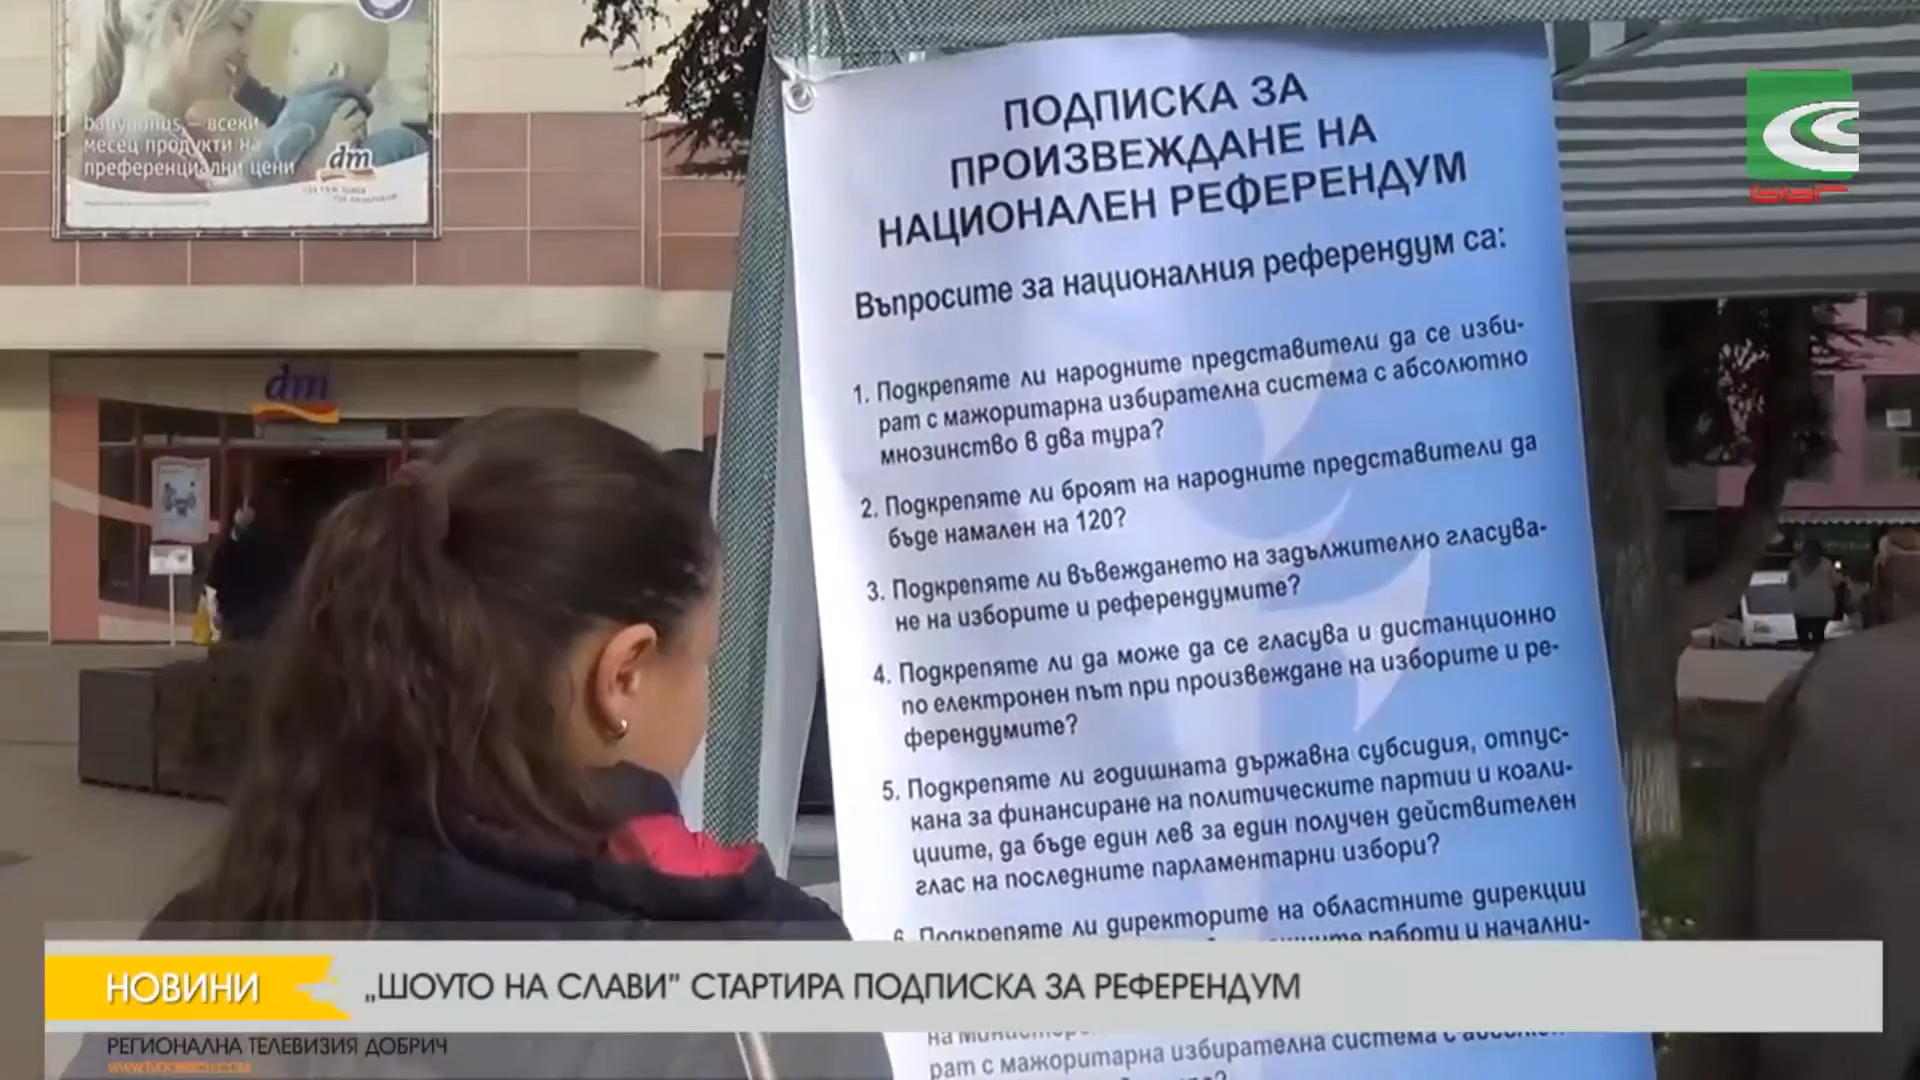 babybonus – всеки
месец продукти на
преференциални цени
dm
dm
ПОДПИСКА ЗА
ПРОИЗВЕЖДАНЕ НА
НАЦИОНАЛЕН РЕФЕРЕНДУМ
Въпросите за националния референдум са:
1. Подкрепяте ли народните представители да се изби-
рат с мажоритарна избирателна система с абсолютно
мнозинство в два тура?
2. Подкрепяте ли броят на народните представители да
бъде намален на 120?
3. Подкрепяте ли въвеждането на задължително гласува-
не на изборите и референдумите?
4. Подкрепяте ли да може да се гласува и дистанционно
по електронен път при произвеждане на изборите и ре-
ферендумите?
5. Подкрепяте ли годишната държавна субсидия, отпус-
кана за финансиране на политическите партии и коали-
циите, да бъде един лев за един получен действителен
глас на последните парламентарни избори?
6. Подкрепяте ли директорите на областните дирекции
работи и начални-
НОВИНИ
„ШОУТО НА СЛАВИ" СТАРТИРА ПОДПИСКА ЗА РЕФЕРЕНДУМ
на
рат с мажоритарна избирателна система с
РЕГИОНАЛНА ТЕЛЕВИЗИЯ ДОБРИЧ